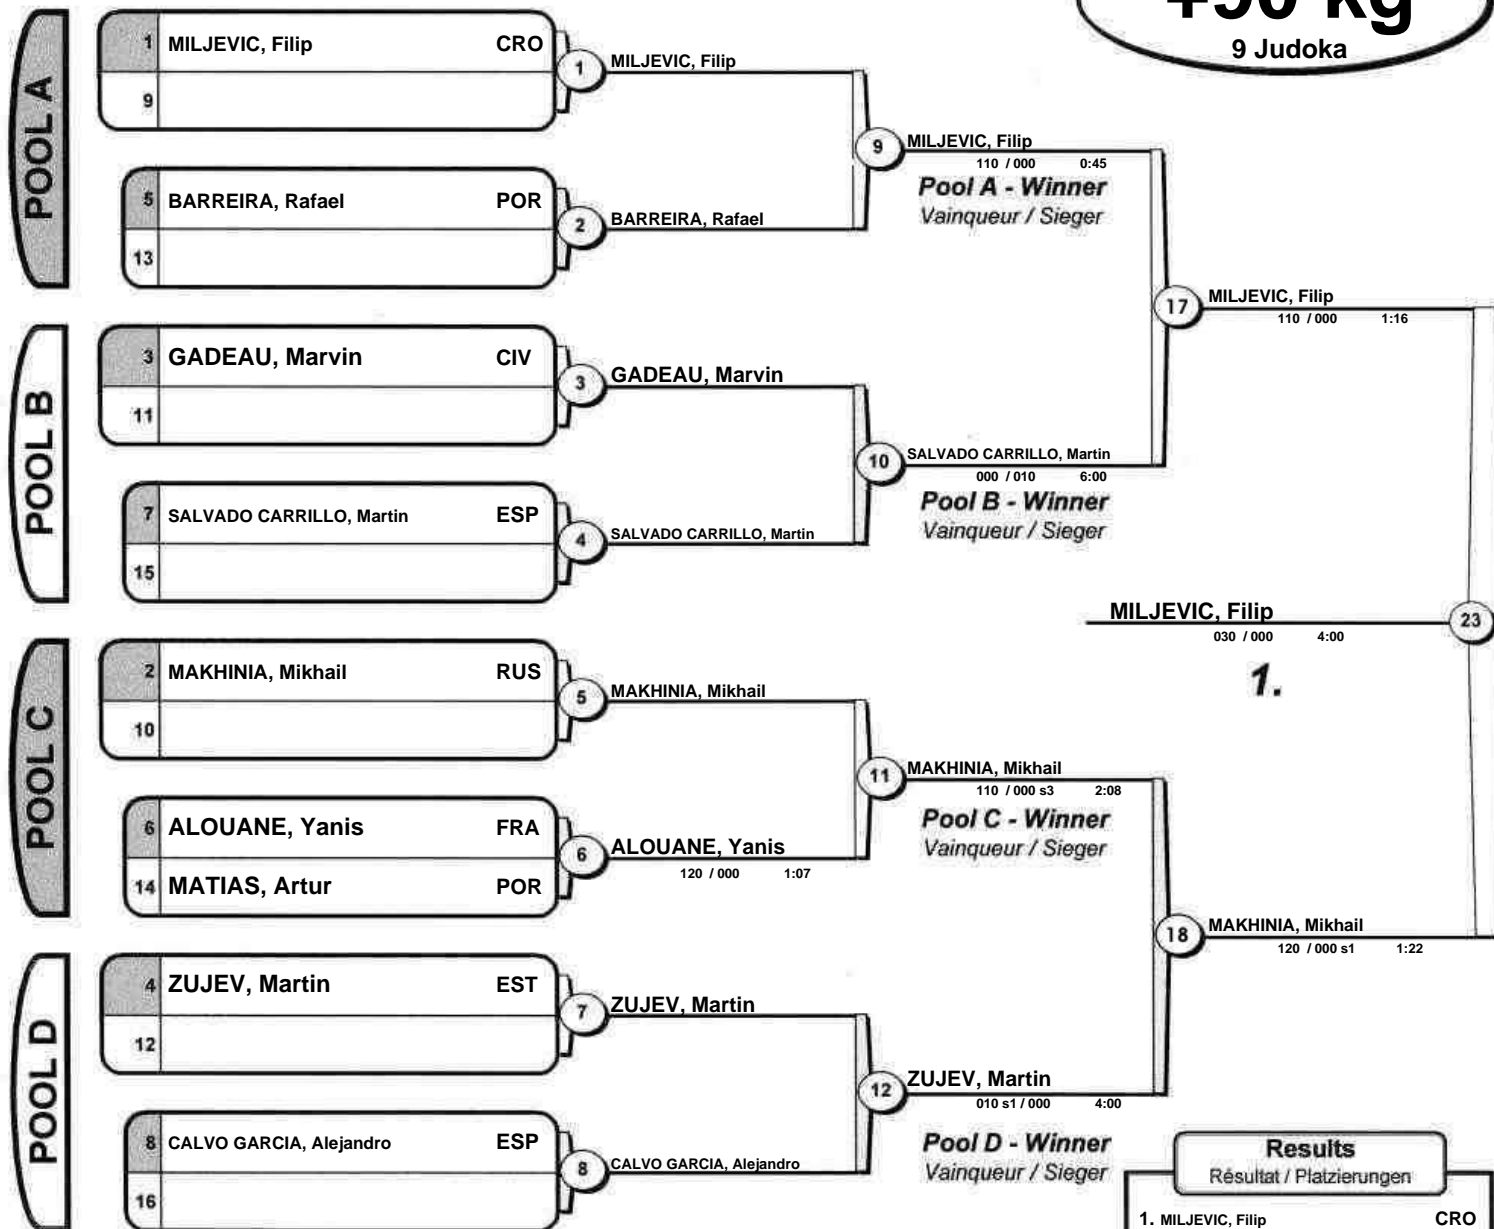 +90 kg
9 Judoka
POOL A
1 MILJEVIC, Filip CRO
9
1 MILJEVIC, Filip
5 BARREIRA, Rafael POR
13
2 BARREIRA, Rafael
9 MILJEVIC, Filip
110 / 000 0:45
Pool A - Winner
Vainqueur / Sieger
POOL B
3 GADEAU, Marvin CIV
11
3 GADEAU, Marvin
7 SALVADO CARRILLO, Martin ESP
15
4 SALVADO CARRILLO, Martin
10 SALVADO CARRILLO, Martin
000 / 010 6:00
Pool B - Winner
Vainqueur / Sieger
17 MILJEVIC, Filip
110 / 000 1:16
MILJEVIC, Filip 23
030 / 000 4:00
1.
POOL C
2 MAKHINIA, Mikhail RUS
10
5 MAKHINIA, Mikhail
6 ALOUANE, Yanis FRA
14 MATIAS, Artur POR
6 ALOUANE, Yanis
120 / 000 1:07
11 MAKHINIA, Mikhail
110 / 000 s3 2:08
Pool C - Winner
Vainqueur / Sieger
18 MAKHINIA, Mikhail
120 / 000 s1 1:22
POOL D
4 ZUJEV, Martin EST
12
7 ZUJEV, Martin
8 CALVO GARCIA, Alejandro ESP
16
8 CALVO GARCIA, Alejandro
12 ZUJEV, Martin
010 s1 / 000 4:00
Pool D - Winner
Vainqueur / Sieger
Results
Résultat / Platzierungen
1. MILJEVIC, Filip CRO